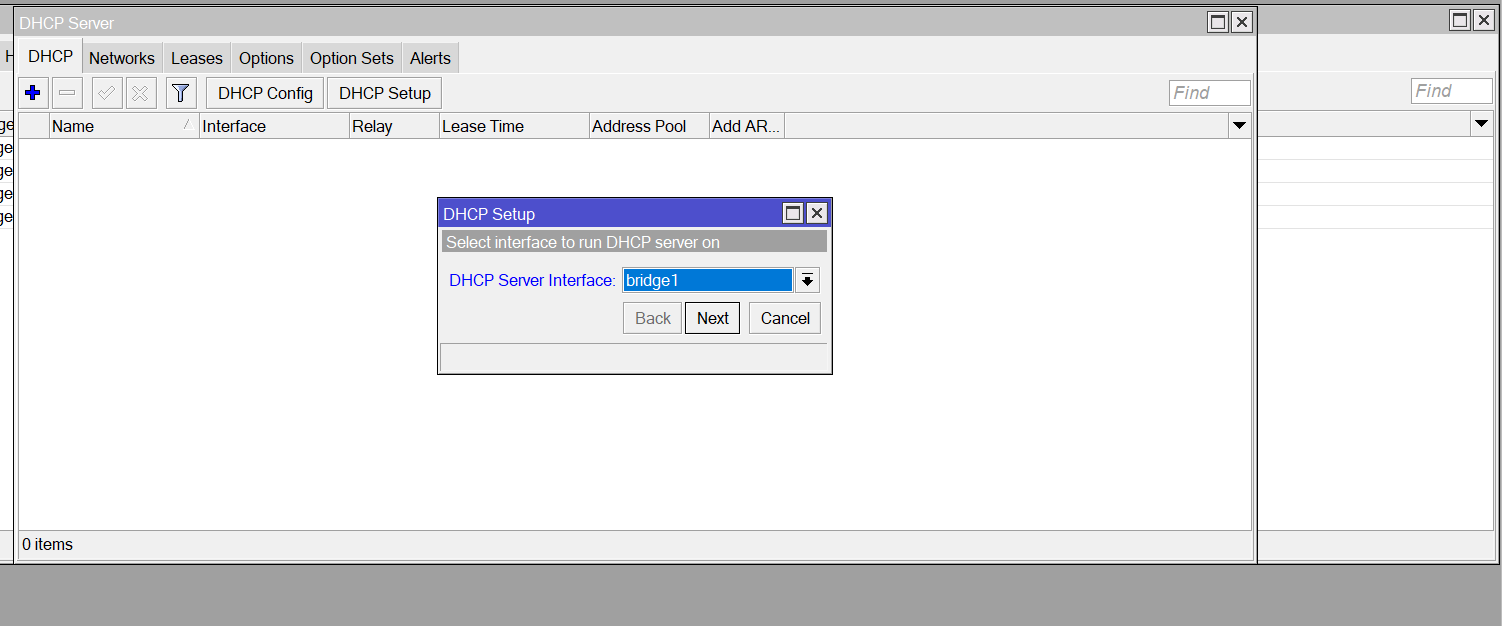 DHCP Server
H
DHCP Networks Leases Options Option Sets Alerts
DHCP Config DHCP Setup Find
Find
ge
Name Interface Relay Lease Time Address Pool Add AR...
ge
ge
ge
ge
DHCP Setup
Select interface to run DHCP server on
DHCP Server Interface: bridge1
Back Next Cancel
0 items